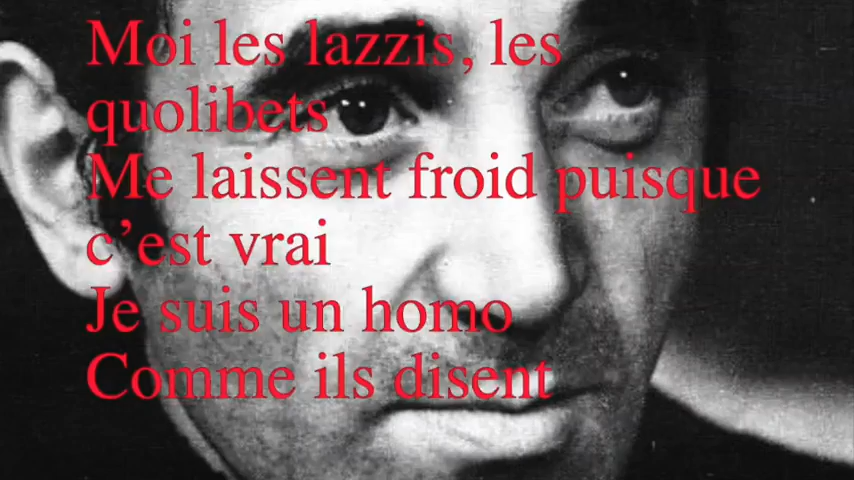 Moi les lazzis, les
quolibets
Me laissent froid puisque
c’est vrai
Je suis un homo
Comme ils disent